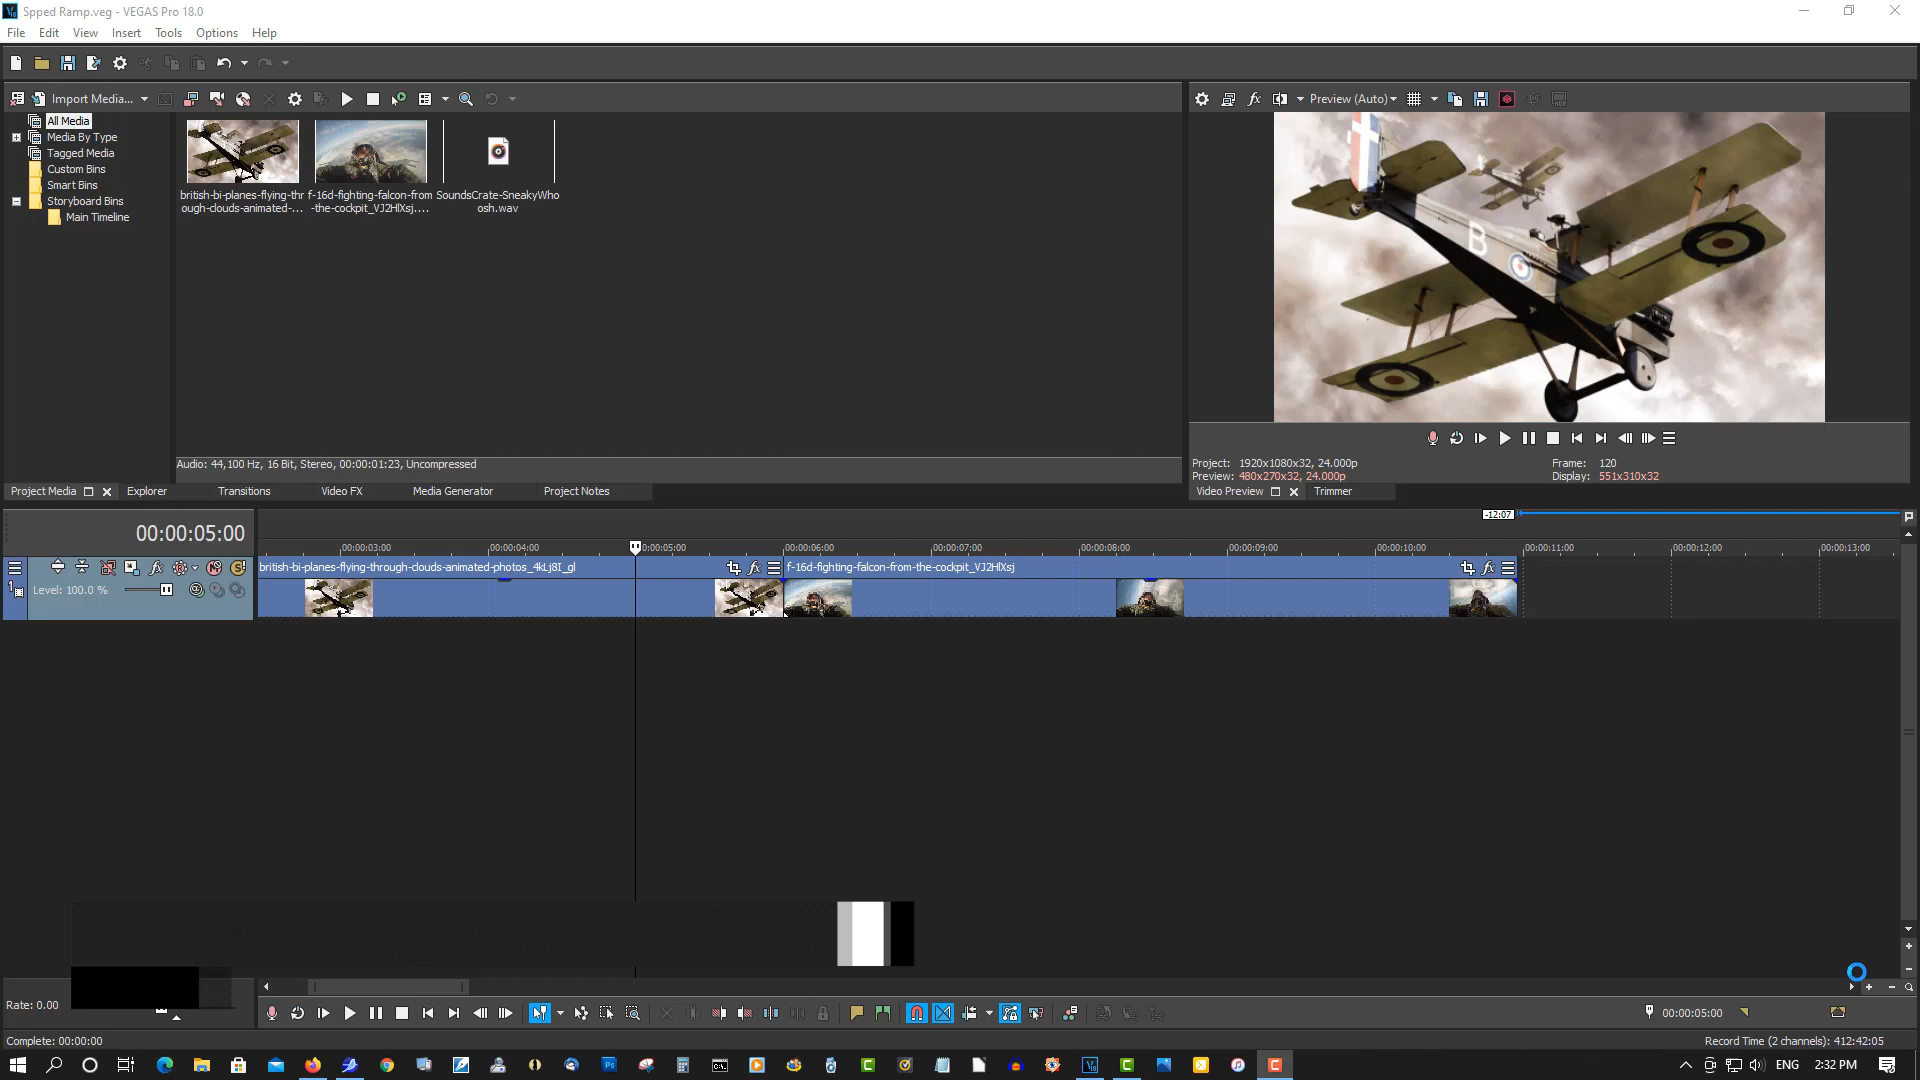 Spped Ramp.veg - VEGAS Pro 18.0
File Edit View Insert Tools Options Help
Import Media...
Preview (Auto)
All Media
Media By Type
Tagged Media
Custom Bins
Smart Bins
Storyboard Bins
Main Timeline
british-bi-planes-flying-thr
ough-clouds-animated-...
f-16d-fighting-falcon-from
-the-cockpit_VJ2HlXsj....
SoundsCrate-SneakyWho
osh.wav
B
Audio: 44,100 Hz, 16 Bit, Stereo, 00:00:01:23, Uncompressed
Project: 1920x1080x32, 24.000p
Frame: 120
Preview: 480x270x32, 24.000p
Display: 551x310x32
Project Media Explorer Transitions Video FX Media Generator Project Notes
Video Preview Trimmer
-12:07
00:00:05:00
00:00:03:00 00:00:04:00 00:00:05:00 00:00:06:00 00:00:07:00 00:00:08:00 00:00:09:00 00:00:10:00 00:00:11:00 00:00:12:00 00:00:13:00
british-bi-planes-flying-through-clouds-animated-photos_4kLj8I_gl
f-16d-fighting-falcon-from-the-cockpit_VJ2HlXsj
1
Level: 100.0 %
Rate: 0.00
00:00:05:00
Complete: 00:00:00
Record Time (2 channels): 412:42:05
ENG 2:32 PM